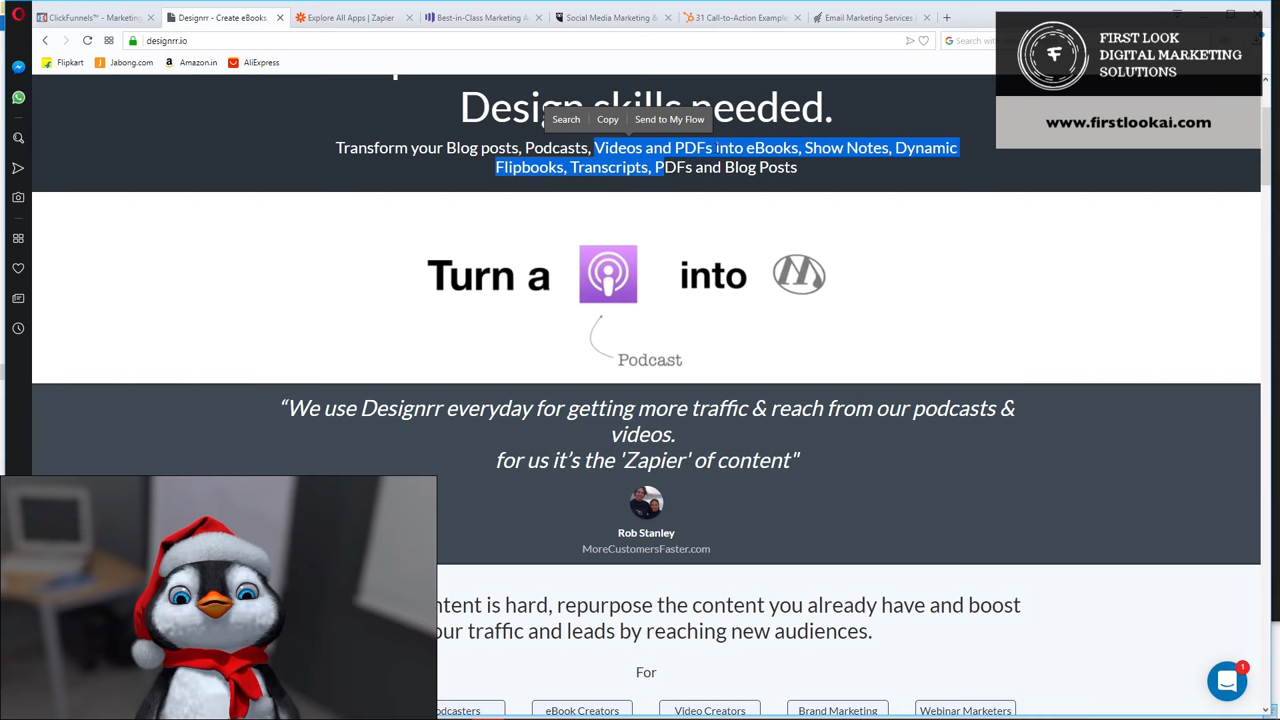 ClickFunnels™ - Marketing
Designrr - Create eBooks
Explore All Apps | Zapier
Best-in-Class Marketing A
Social Media Marketing &
31 Call-to-Action Example
Email Marketing Services
designrr.io
Search with
Flipkart
Jabong.com
Amazon.in
AliExpress
FIRST LOOK
DIGITAL MARKETING
SOLUTIONS
www.firstlookai.com
Design skills needed.
Search Copy Send to My Flow
Transform your Blog posts, Podcasts, Videos and PDFs into eBooks, Show Notes, Dynamic
Flipbooks, Transcripts, PDFs and Blog Posts
Turn a into
Podcast
“We use Designrr everyday for getting more traffic & reach from our podcasts &
videos.
for us it’s the 'Zapier' of content"
Rob Stanley
MoreCustomersFaster.com
ntent is hard, repurpose the content you already have and boost
our traffic and leads by reaching new audiences.
For
odcasters
eBook Creators
Video Creators
Brand Marketing
Webinar Marketers
1